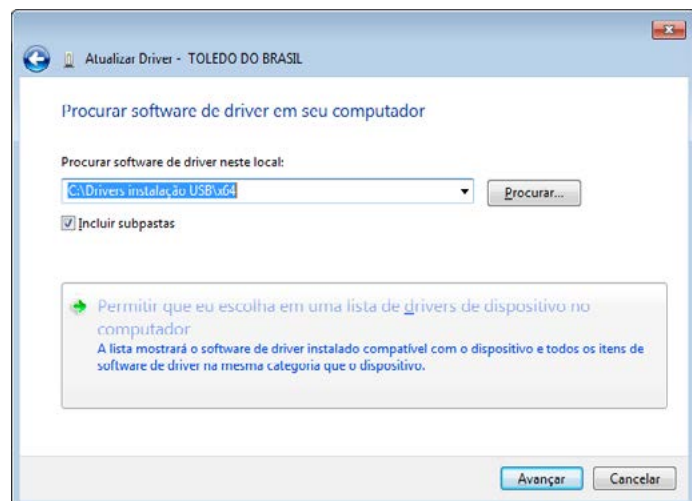 Atualizar Driver - TOLEDO DO BRASIL
Procurar software de driver em seu computador
Procurar software de driver neste local:
C:\Drivers instalação USB\x64
Procurar...
Incluir subpastas
Permitir que eu escolha em uma lista de drivers de dispositivo no
computador
A lista mostrará o software de driver instalado compatível com o dispositivo e todos os itens de
software de driver na mesma categoria que o dispositivo.
Avançar
Cancelar